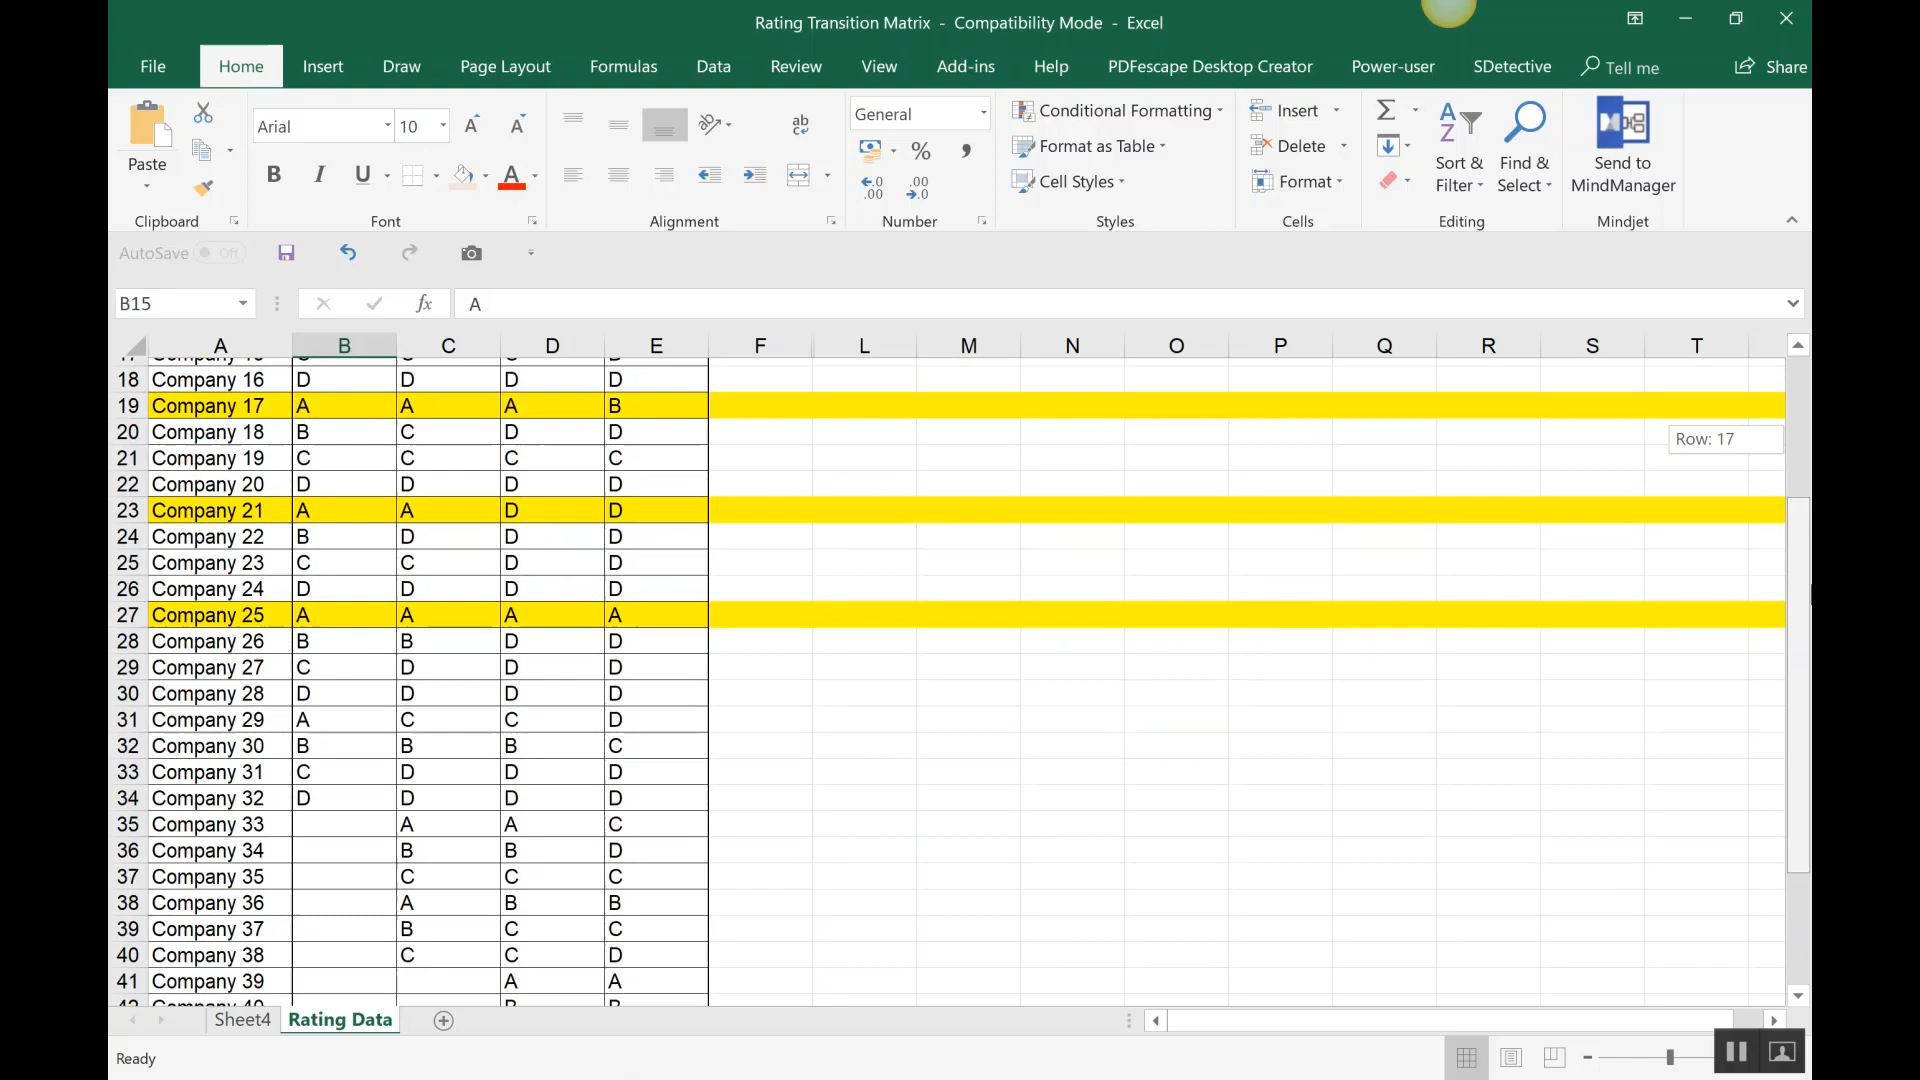 Rating Transition Matrix - Compatibility Mode - Excel
File Home Insert Draw Page Layout Formulas Data Review View Add-ins Help PDFescape Desktop Creator Power-user SDetective Tell me Share
Arial 10 ab General Conditional Formatting Insert
Paste B I U A % Format as Table Delete Sort & Filter Find & Select Send to MindManager
Cell Styles Format
Clipboard Font Alignment Number Styles Cells Editing Mindjet
AutoSave Off
B15 fx A
A B C D E F L M N O P Q R S T
18 Company 16 D D D D
19 Company 17 A A A B
20 Company 18 B C D D
Row: 17
21 Company 19 C C C C
22 Company 20 D D D D
23 Company 21 A A D D
24 Company 22 B D D D
25 Company 23 C C D D
26 Company 24 D D D D
27 Company 25 A A A A
28 Company 26 B B D D
29 Company 27 C D D D
30 Company 28 D D D D
31 Company 29 A C C D
32 Company 30 B B B C
33 Company 31 C D D D
34 Company 32 D D D D
35 Company 33 A A C
36 Company 34 B B D
37 Company 35 C C C
38 Company 36 A B B
39 Company 37 B C C
40 Company 38 C C D
41 Company 39 A A
Sheet4 Rating Data
Ready